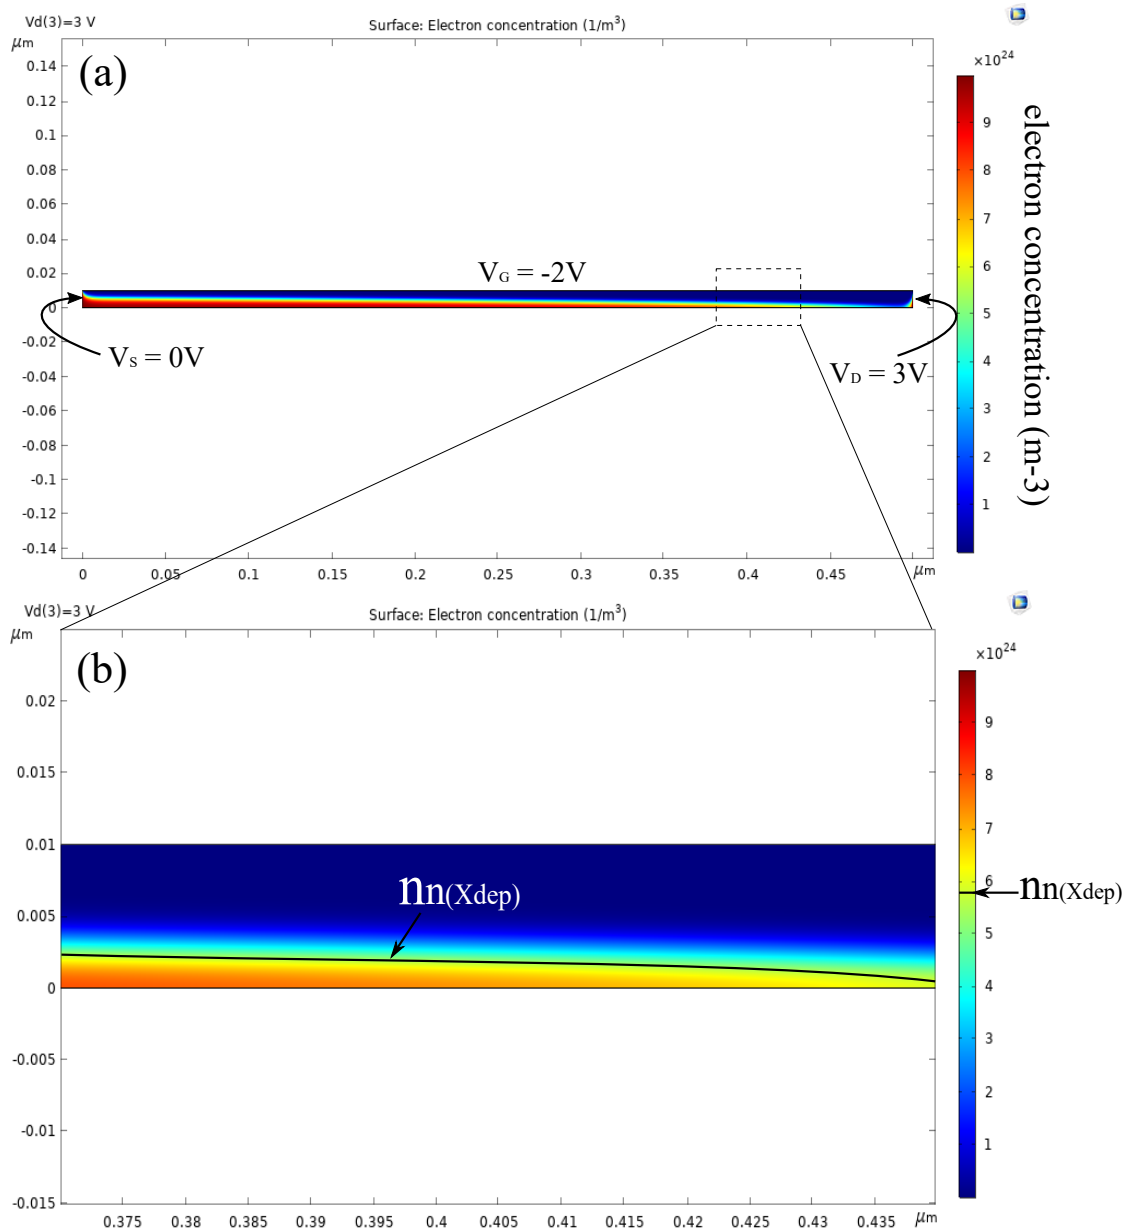 Vd(3)=3 V
Surface: Electron concentration (1/m³)
μm
(a)
×10²⁴
0.14
0.12
0.1
0.08
0.06
0.04
0.02
0
-0.02
-0.04
-0.06
-0.08
-0.1
-0.12
-0.14
V_G = -2V
V_S = 0V
V_D = 3V
9
8
7
6
5
4
3
2
1
electron concentration (m-3)
0 0.05 0.1 0.15 0.2 0.25 0.3 0.35 0.4 0.45 μm
Vd(3)=3 V
Surface: Electron concentration (1/m³)
μm
(b)
×10²⁴
0.02
0.015
0.01
0.005
0
-0.005
-0.01
-0.015
nn(Xdep)
9
8
7
6
5
4
3
2
1
nn(Xdep)
0.375 0.38 0.385 0.39 0.395 0.4 0.405 0.41 0.415 0.42 0.425 0.43 0.435 μm